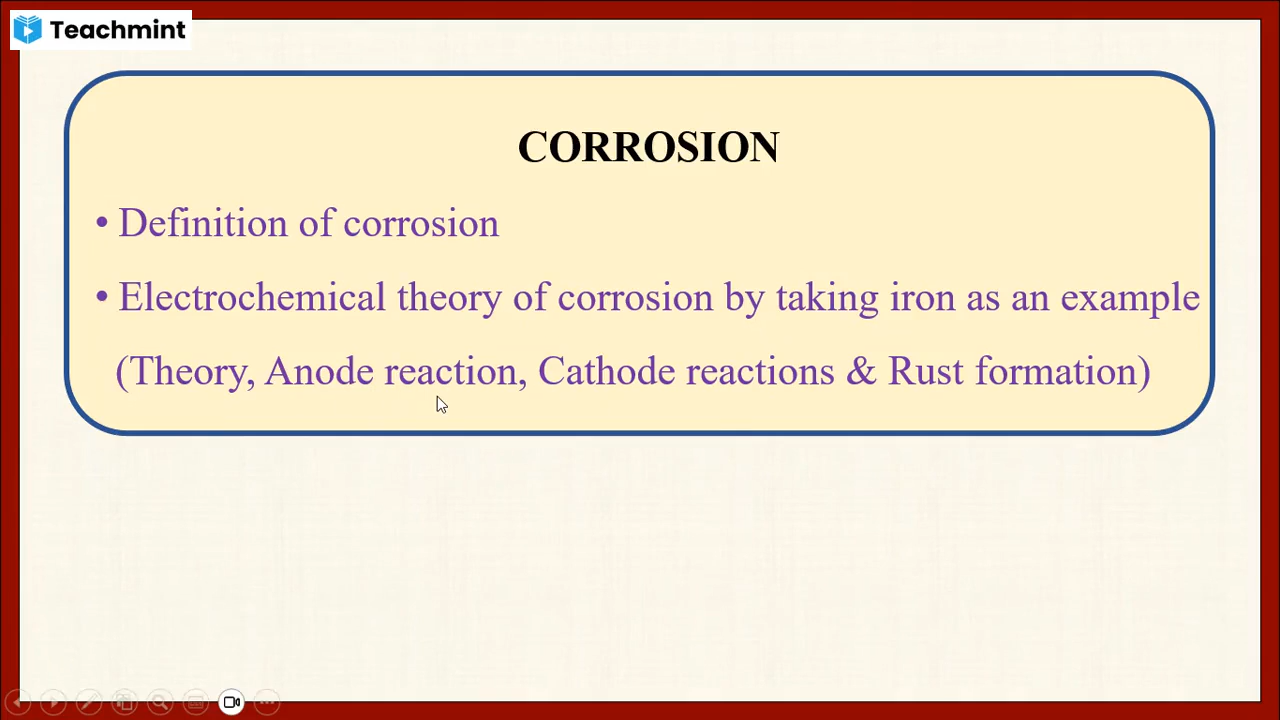 Teachmint
CORROSION
• Definition of corrosion
• Electrochemical theory of corrosion by taking iron as an example
(Theory, Anode reaction, Cathode reactions & Rust formation)